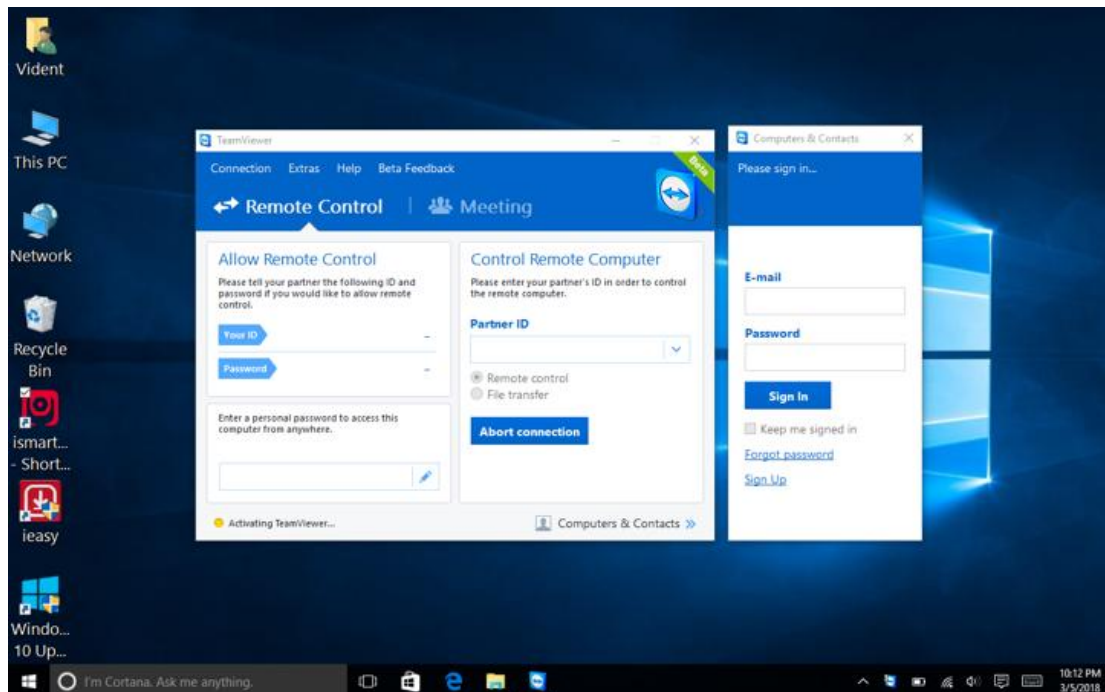 Vident
This PC
Network
Recycle
Bin
ismart...
- Short...
ieasy
Windo...
10 Up...
TeamViewer
Connection Extras Help Beta Feedback
Beta
Remote Control
Meeting
Allow Remote Control
Please tell your partner the following ID and
password if you would like to allow remote
control.
Your ID –
Password –
Enter a personal password to access this
computer from anywhere.
Control Remote Computer
Please enter your partner's ID in order to control
the remote computer.
Partner ID
Remote control
File transfer
Abort connection
Activating TeamViewer...
Computers & Contacts
Computers & Contacts
Please sign in...
E-mail
Password
Sign In
Keep me signed in
Forgot password
Sign Up
I'm Cortana. Ask me anything.
10:12 PM
3/5/2018